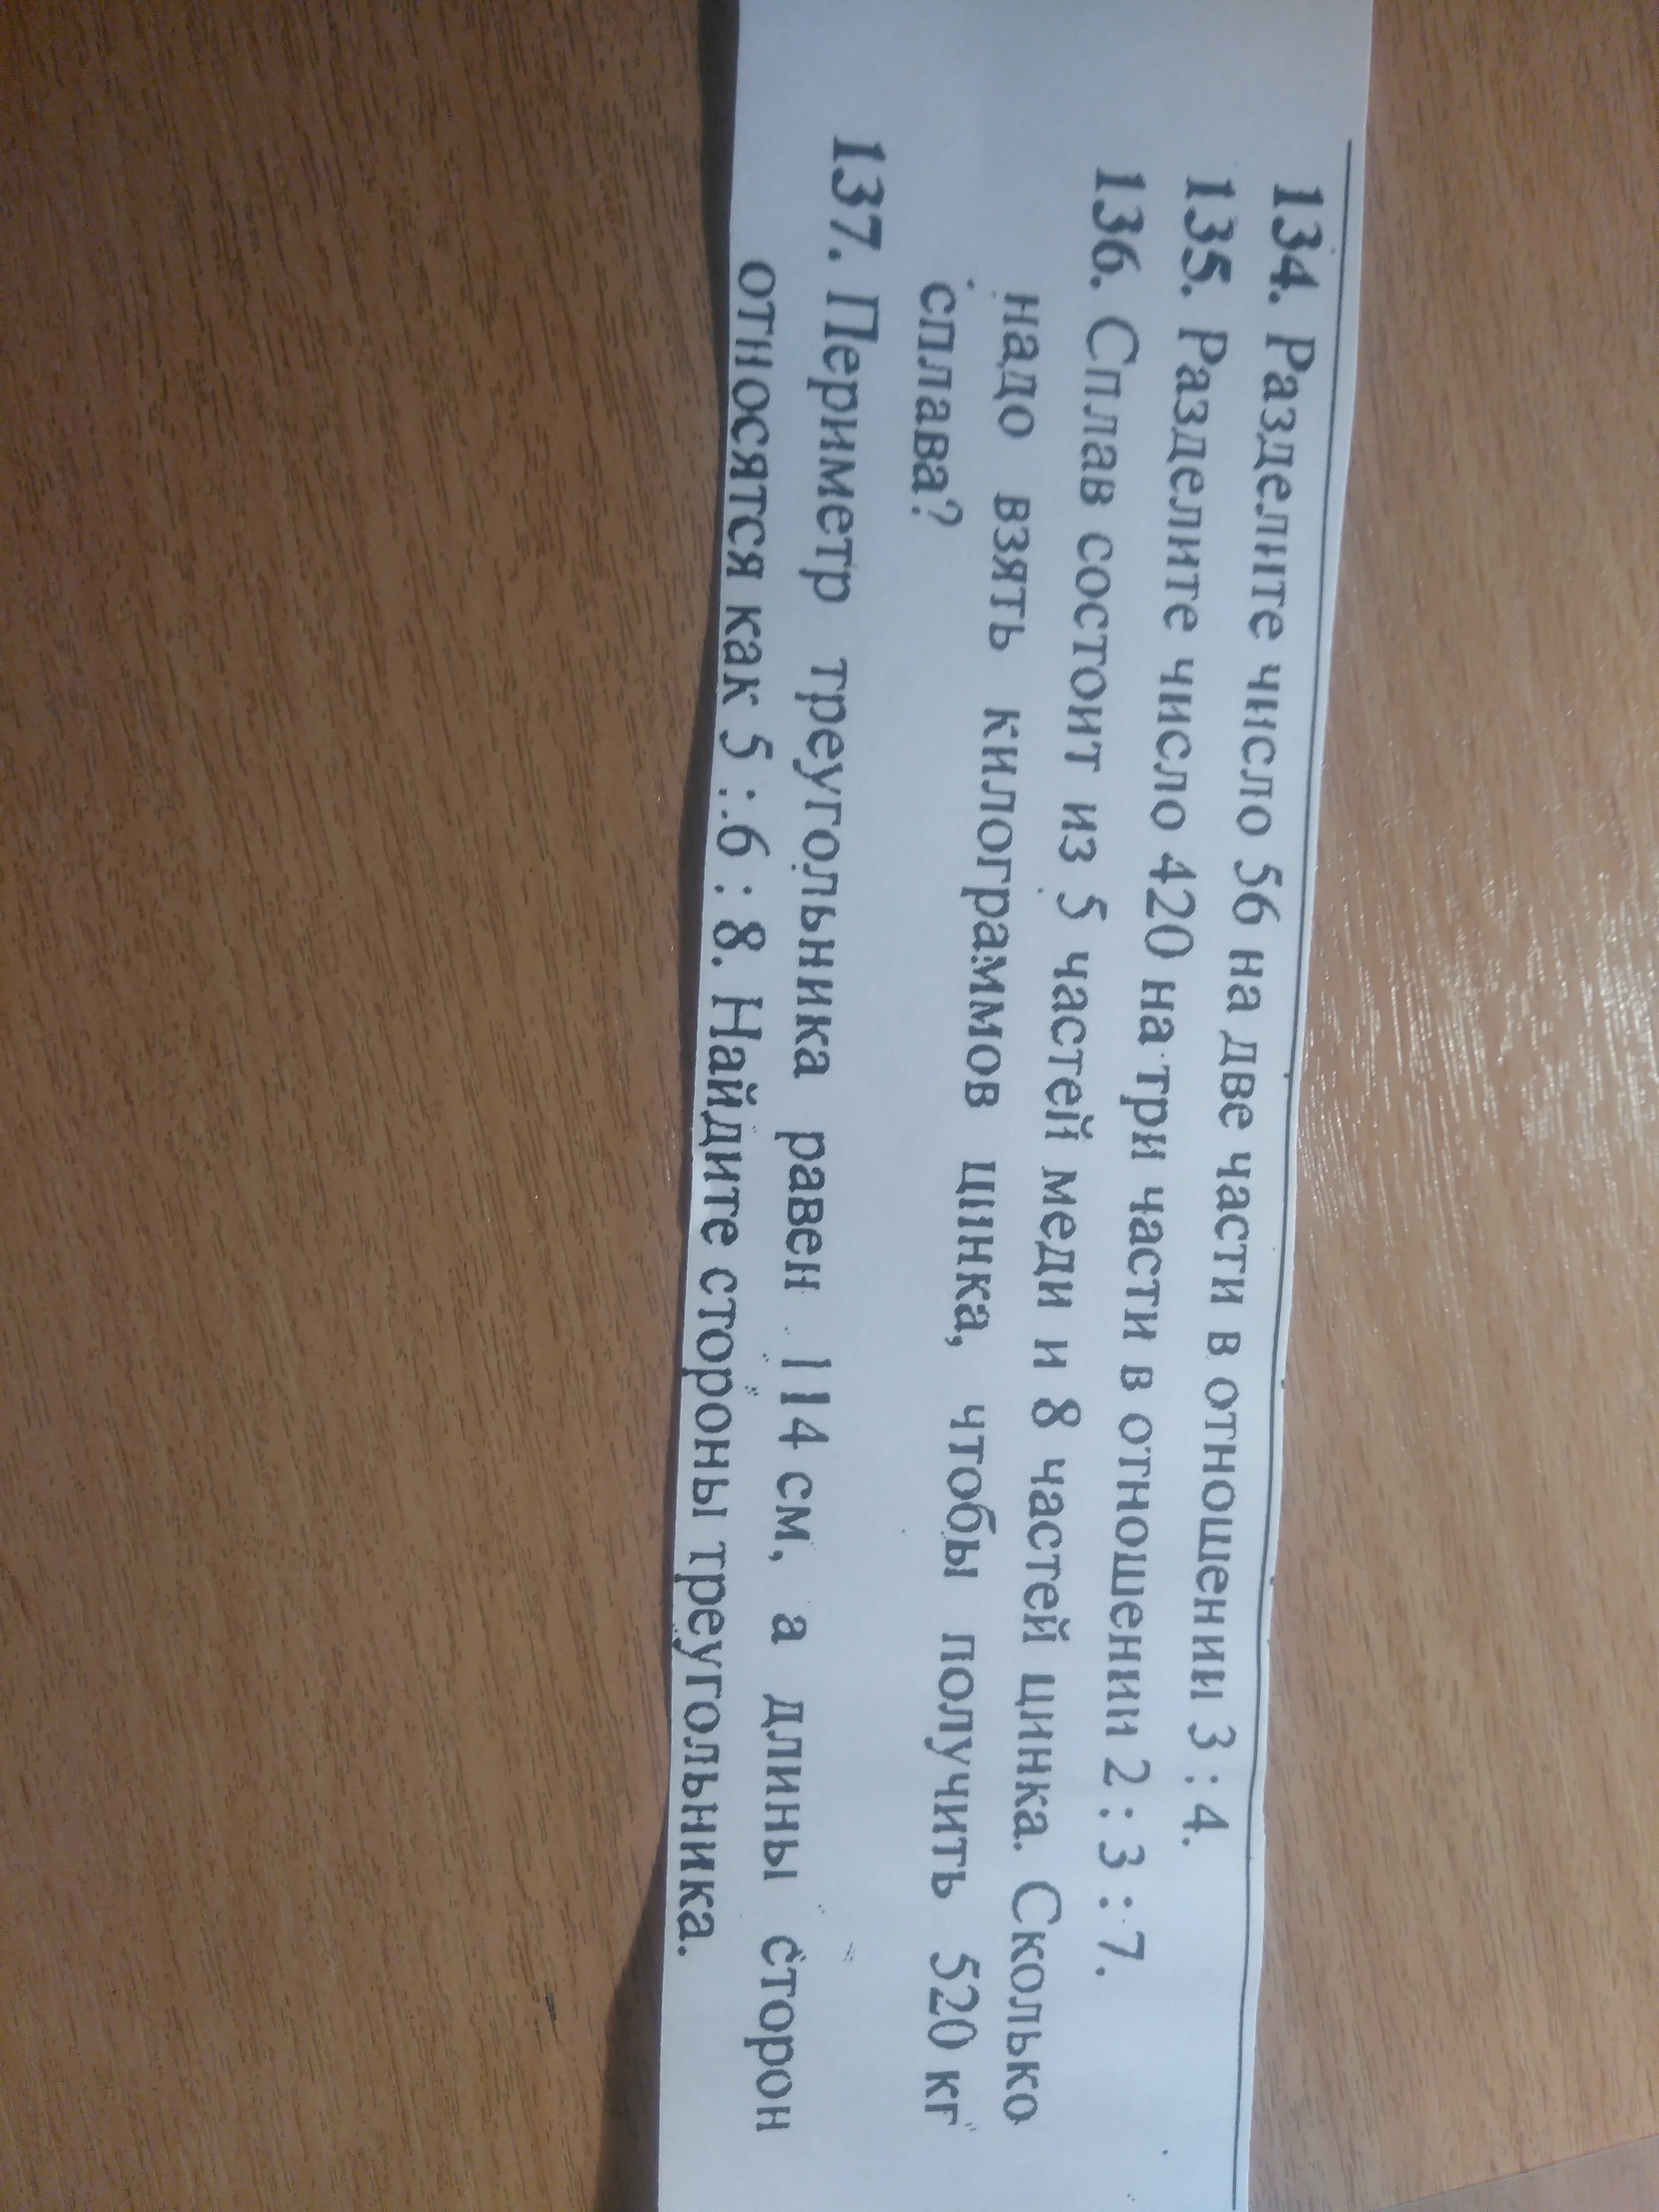 134. Разделите число 56 на две части в отношении 3 : 4.
135. Разделите число 420 на три части в отношении 2 : 3 : 7.
136. Сплав состоит из 5 частей меди и 8 частей цинка. Сколько
надо взять килограммов цинка, чтобы получить 520 кг
сплава?
137. Периметр треугольника равен 114 см, а длины сторон
относятся как 5 : 6 : 8. Найдите стороны треугольника.